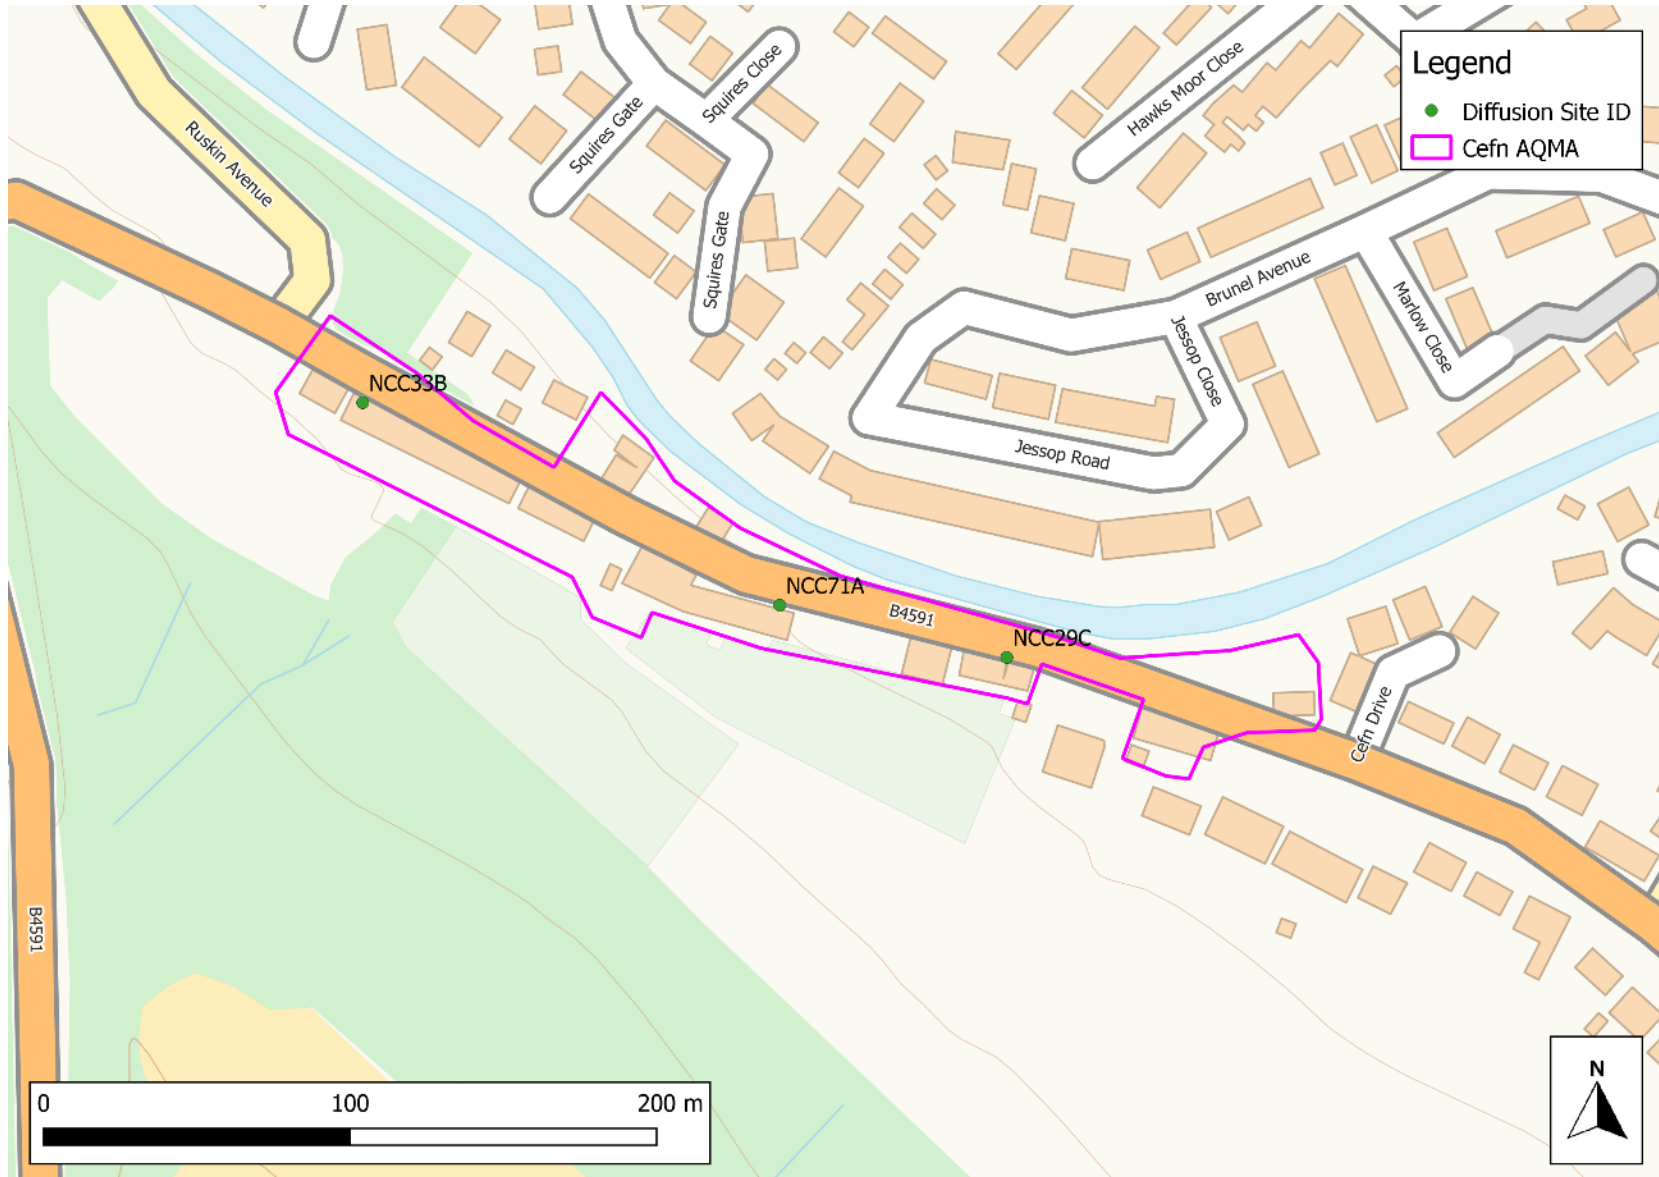 Legend
Diffusion Site ID
Cefn AQMA
Squires Close
Hawks Moor Close
Squires Gate
Ruskin Avenue
Squires Gate
Brunel Avenue
Marlow Close
Jessop Close
NCC33B
Jessop Road
NCC71A
B4591
NCC29C
Cefn Drive
B4591
N
0 100 200 m